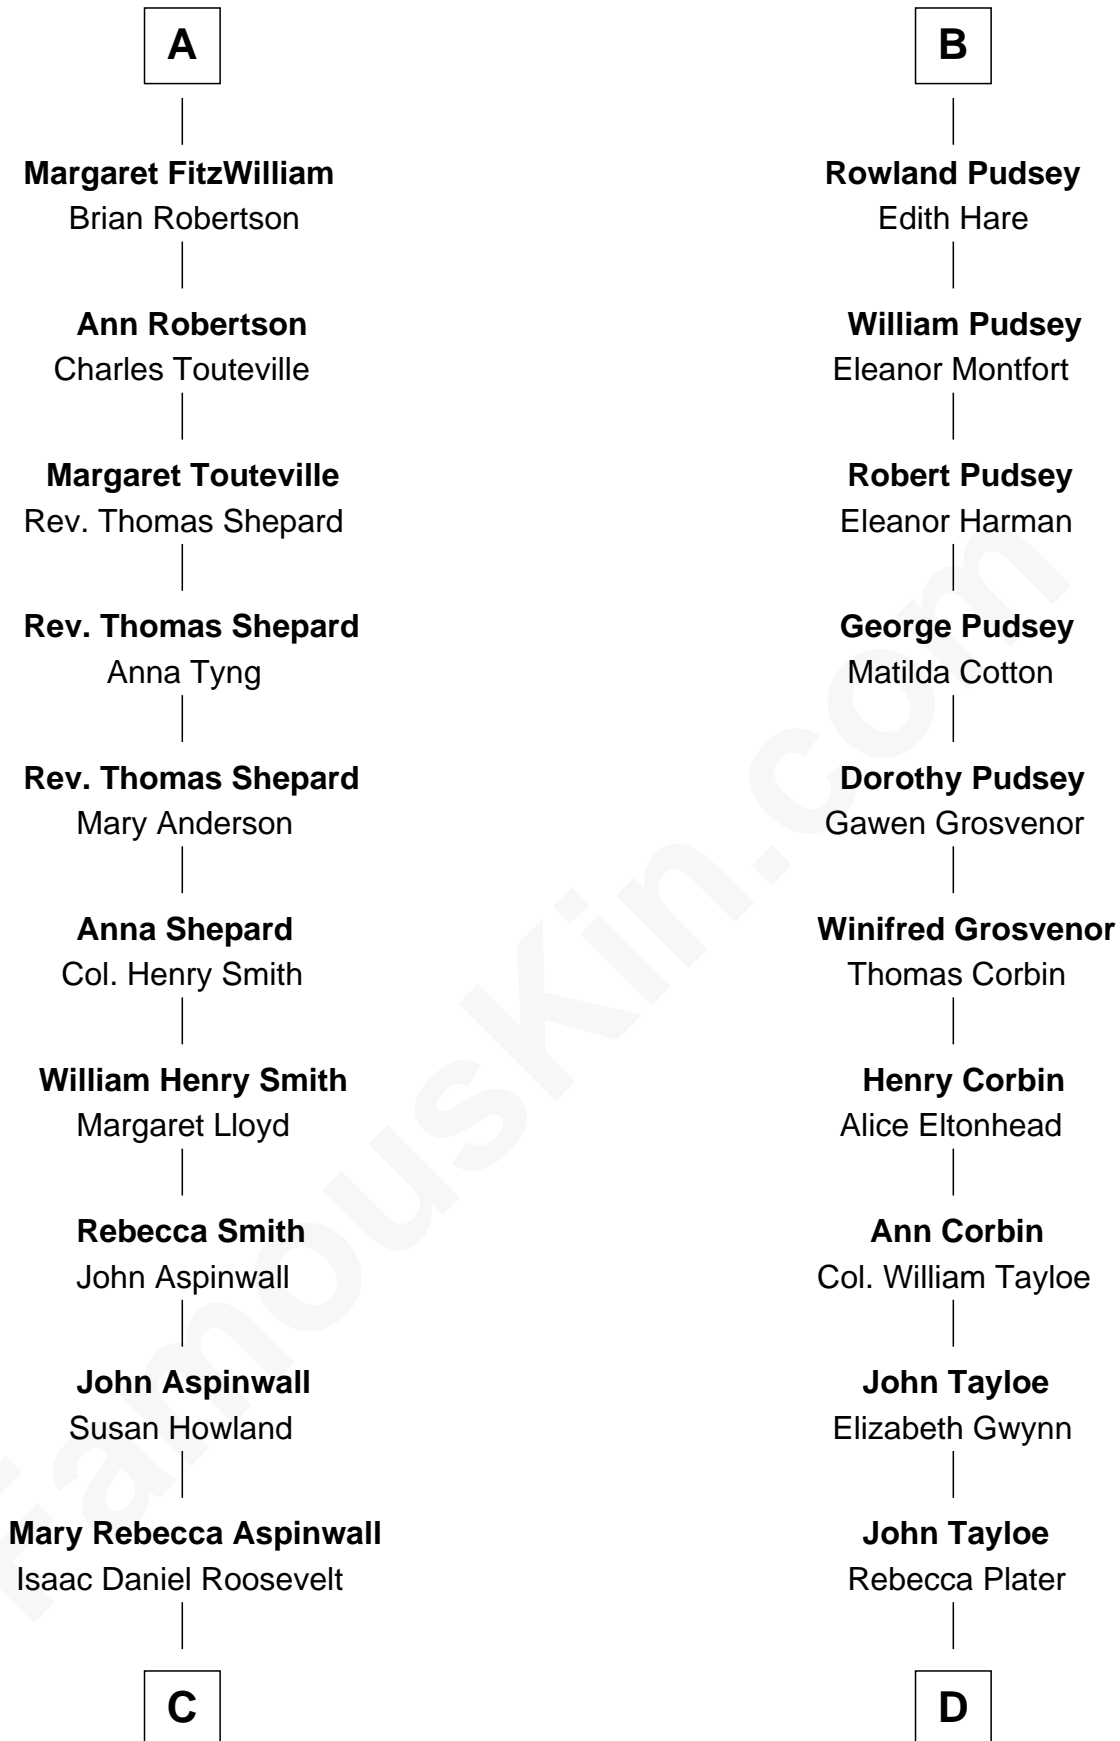 A
Margaret FitzWilliam
Brian Robertson
Ann Robertson
Charles Touteville
Margaret Touteville
Rev. Thomas Shepard
Rev. Thomas Shepard
Anna Tyng
Rev. Thomas Shepard
Mary Anderson
Anna Shepard
Col. Henry Smith
William Henry Smith
Margaret Lloyd
Rebecca Smith
John Aspinwall
John Aspinwall
Susan Howland
Mary Rebecca Aspinwall
Isaac Daniel Roosevelt
C
B
Rowland Pudsey
Edith Hare
William Pudsey
Eleanor Montfort
Robert Pudsey
Eleanor Harman
George Pudsey
Matilda Cotton
Dorothy Pudsey
Gawen Grosvenor
Winifred Grosvenor
Thomas Corbin
Henry Corbin
Alice Eltonhead
Ann Corbin
Col. William Tayloe
John Tayloe
Elizabeth Gwynn
John Tayloe
Rebecca Plater
D
FamousKin.com